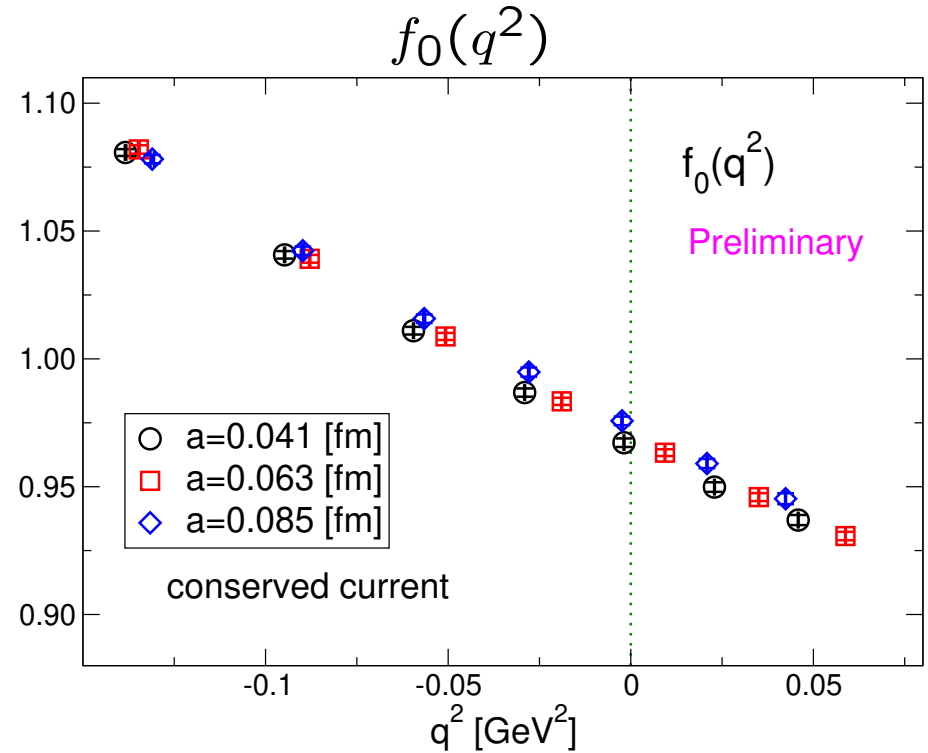 f₀(q²)
1.10
1.05
1.00
0.95
0.90
f₀(q²)
Preliminary
a=0.041 [fm]
a=0.063 [fm]
a=0.085 [fm]
conserved current
-0.1 -0.05 0 0.05
q² [GeV²]